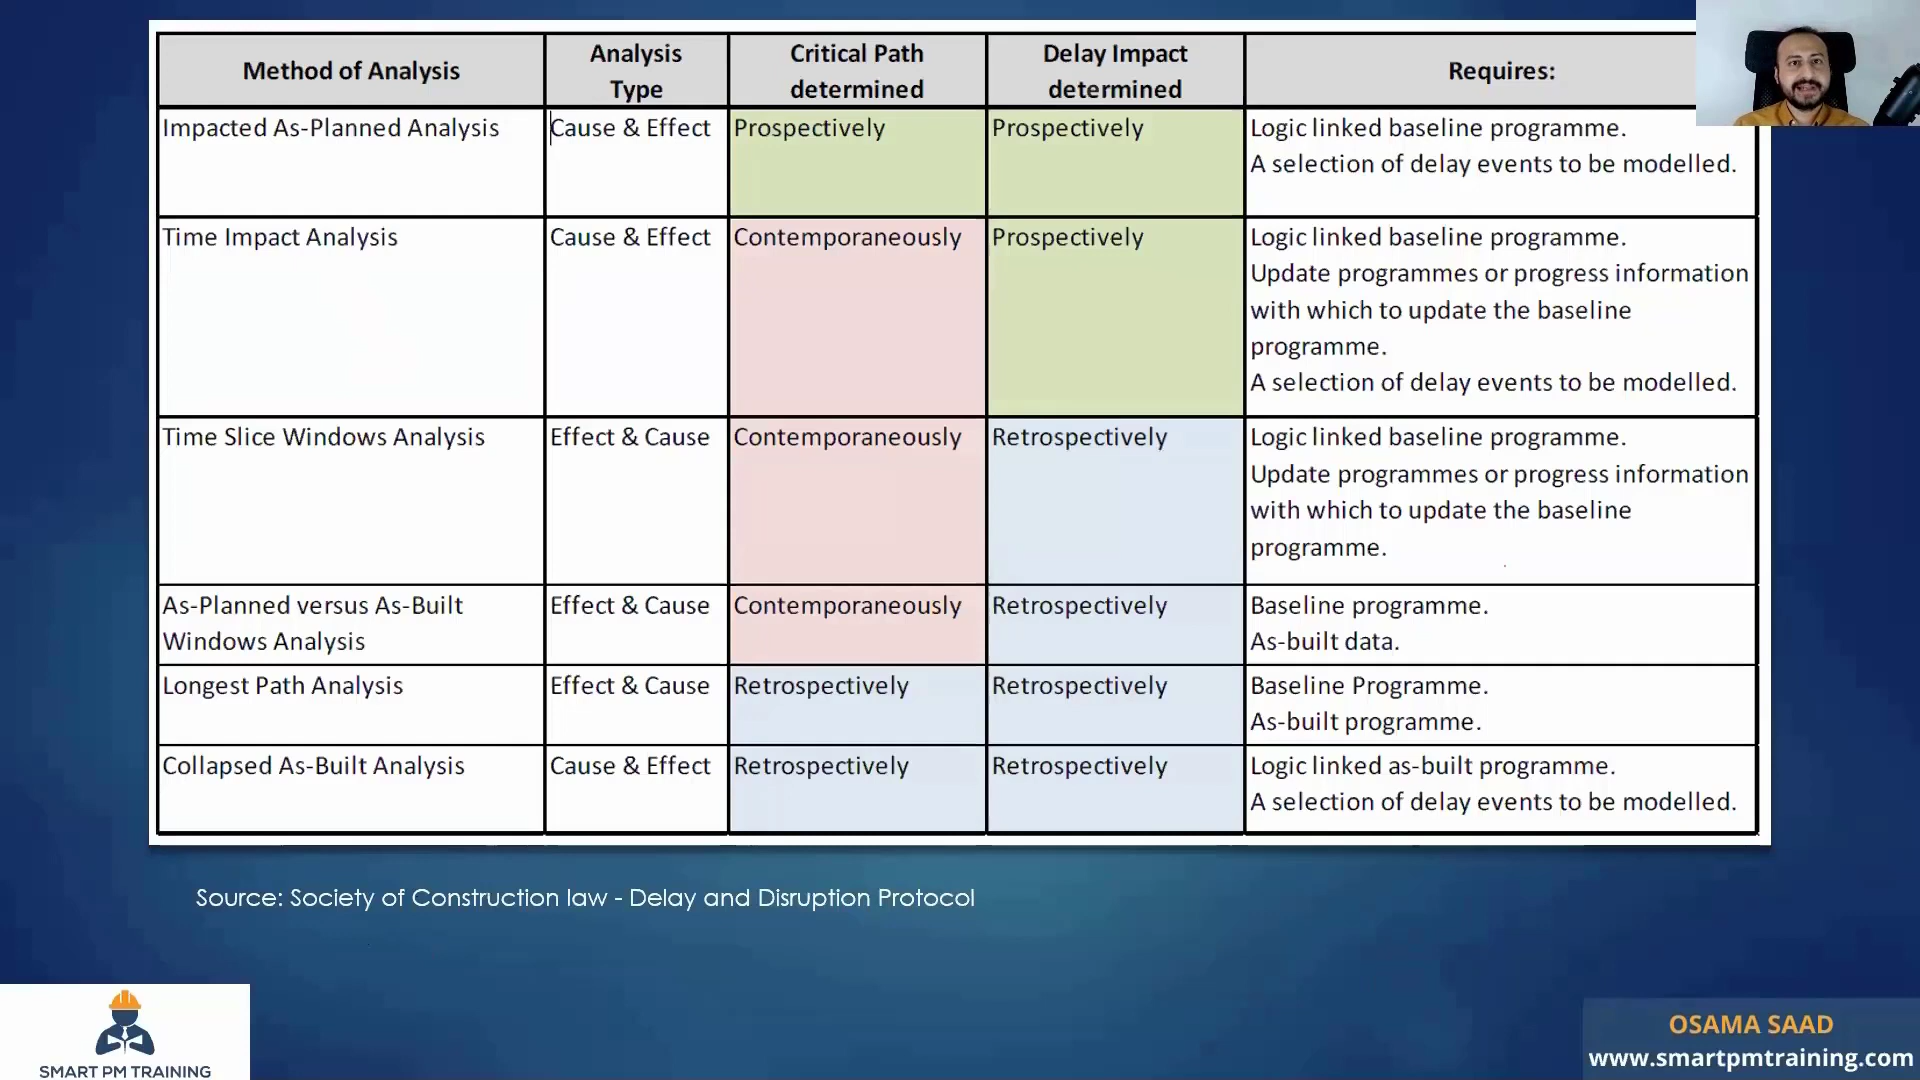 Method of Analysis
Analysis
Type
Critical Path
determined
Delay Impact
determined
Requires:
Impacted As-Planned Analysis
Cause & Effect
Prospectively
Prospectively
Logic linked baseline programme.
A selection of delay events to be modelled.
Time Impact Analysis
Cause & Effect
Contemporaneously
Prospectively
Logic linked baseline programme.
Update programmes or progress information
with which to update the baseline
programme.
A selection of delay events to be modelled.
Time Slice Windows Analysis
Effect & Cause
Contemporaneously
Retrospectively
Logic linked baseline programme.
Update programmes or progress information
with which to update the baseline
programme.
As-Planned versus As-Built
Windows Analysis
Effect & Cause
Contemporaneously
Retrospectively
Baseline programme.
As-built data.
Longest Path Analysis
Effect & Cause
Retrospectively
Retrospectively
Baseline Programme.
As-built programme.
Collapsed As-Built Analysis
Cause & Effect
Retrospectively
Retrospectively
Logic linked as-built programme.
A selection of delay events to be modelled.
Source: Society of Construction law - Delay and Disruption Protocol
SMART PM TRAINING
OSAMA SAAD
www.smartpmtraining.com